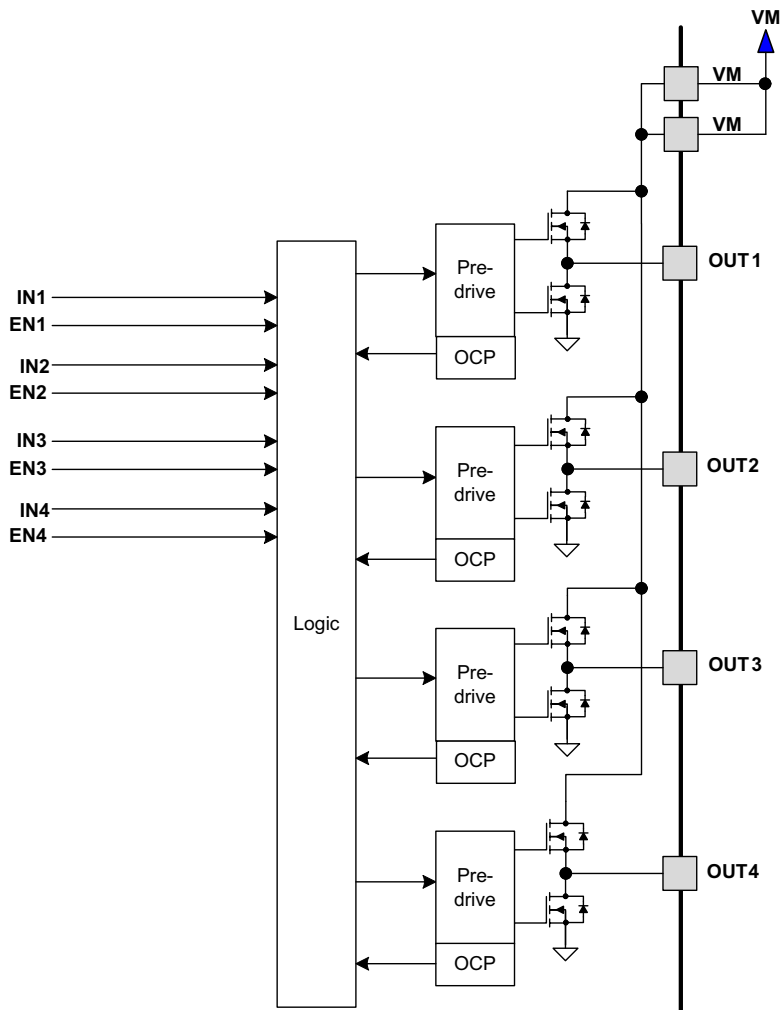 VM
VM
VM
Pre-
drive
OUT1
IN1
EN1
OCP
IN2
EN2
IN3
EN3
Pre-
drive
OUT2
IN4
EN4
OCP
Logic
Pre-
drive
OUT3
OCP
Pre-
drive
OUT4
OCP